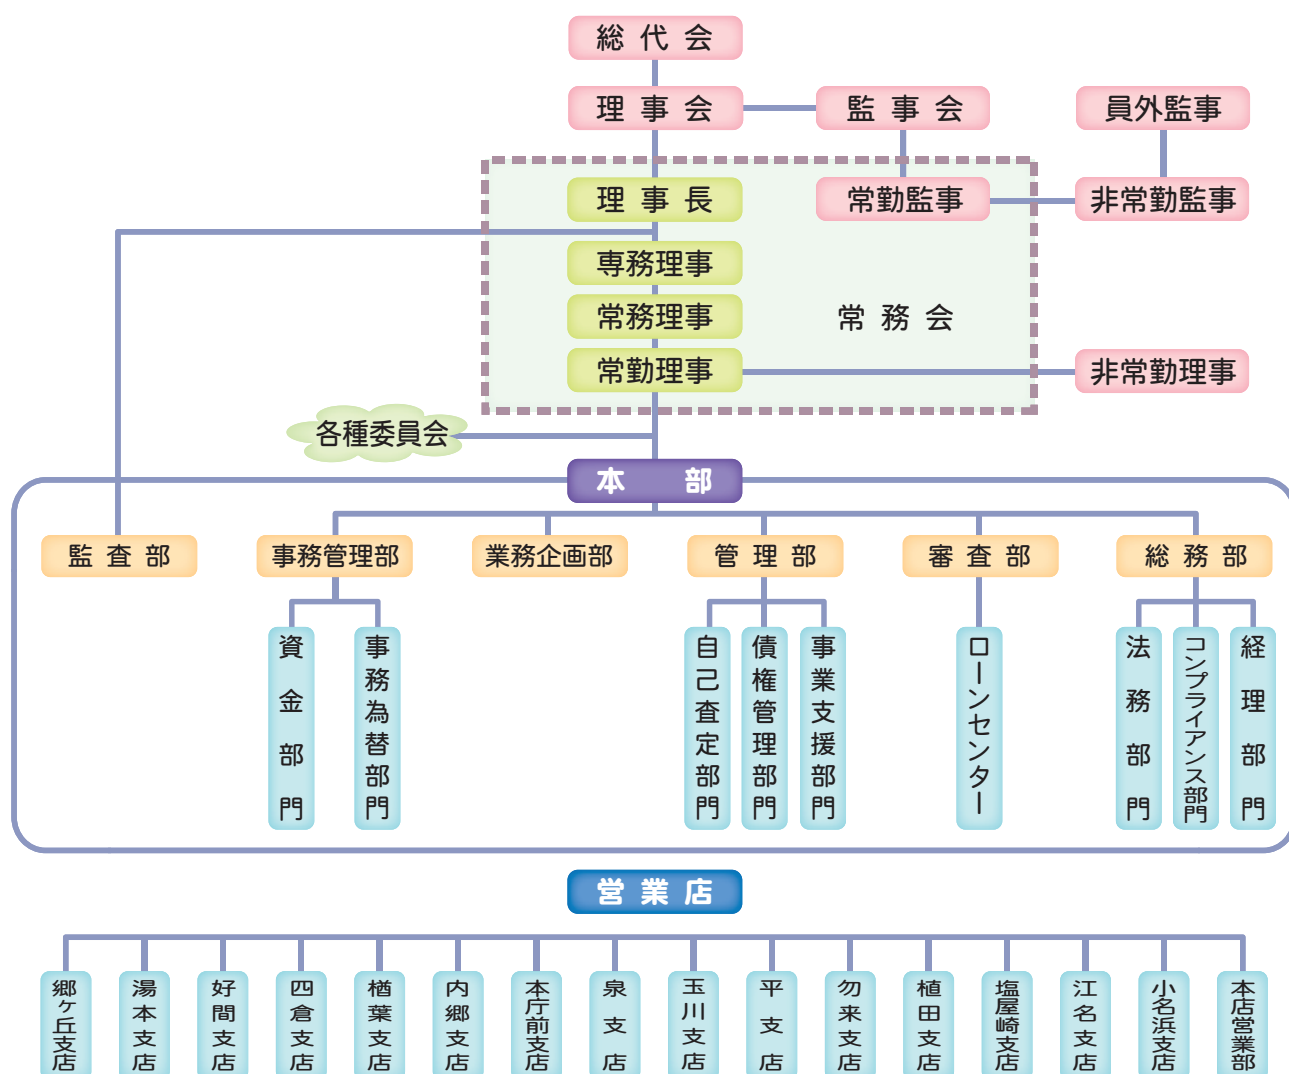 総代会
理事会
監事会
員外監事
理事長
常勤監事
非常勤監事
専務理事
常務理事
常務会
常勤理事
非常勤理事
各種委員会
本部
監査部
事務管理部
業務企画部
管理部
審査部
総務部
資金部門
事務為替部門
自己査定部門
債権管理部門
事業支援部門
ローンセンター
法務部門
コンプライアンス部門
経理部門
営業店
郷ヶ丘支店
湯本支店
好間支店
四倉支店
楢葉支店
内郷支店
本庁前支店
泉支店
玉川支店
平支店
勿来支店
植田支店
塩屋崎支店
江名支店
小名浜支店
本店営業部